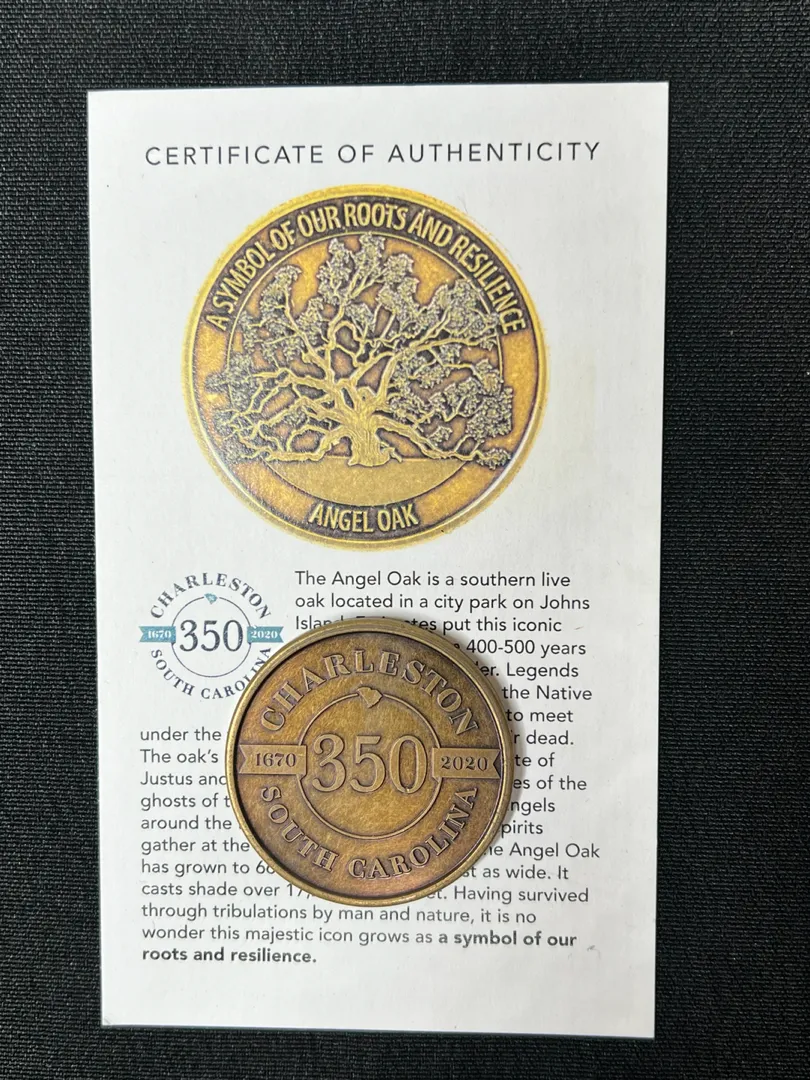 CERTIFICATE OF AUTHENTICITY
A SYMBOL OF OUR ROOTS AND RESILIENCE
ANGEL OAK
CHARLESTON
1670 350 2020
SOUTH CAROLINA
The Angel Oak is a southern live
oak located in a city park on Johns
put this iconic
400-500 years
Legends
the Native
under the to meet
dead.
The oak's of
Justus of the
ghosts of
around the
gather at the Angel Oak
has grown to as wide. It
casts shade over Having survived
through tribulations by man and nature, it is no
wonder this majestic icon grows as a symbol of our
roots and resilience.
CHARLESTON
1670 350 2020
SOUTH CAROLINA